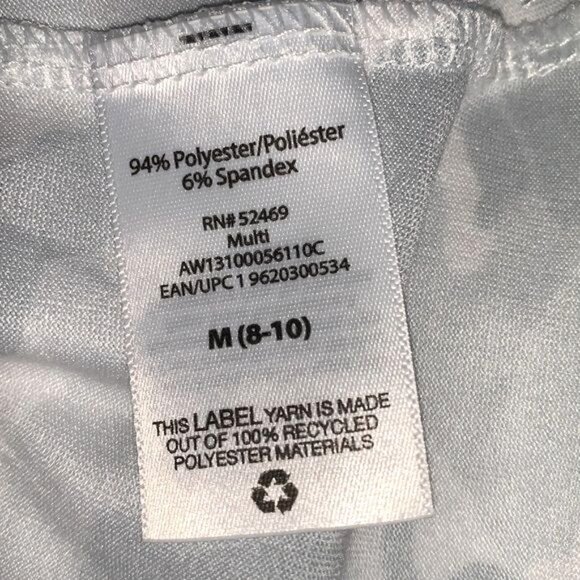 94% Polyester/Poliéster
6% Spandex
RN# 52469
Multi
AW13100056110C
EAN/UPC 1 9620300534
M (8-10)
THIS LABEL YARN IS MADE
OUT OF 100% RECYCLED
POLYESTER MATERIALS